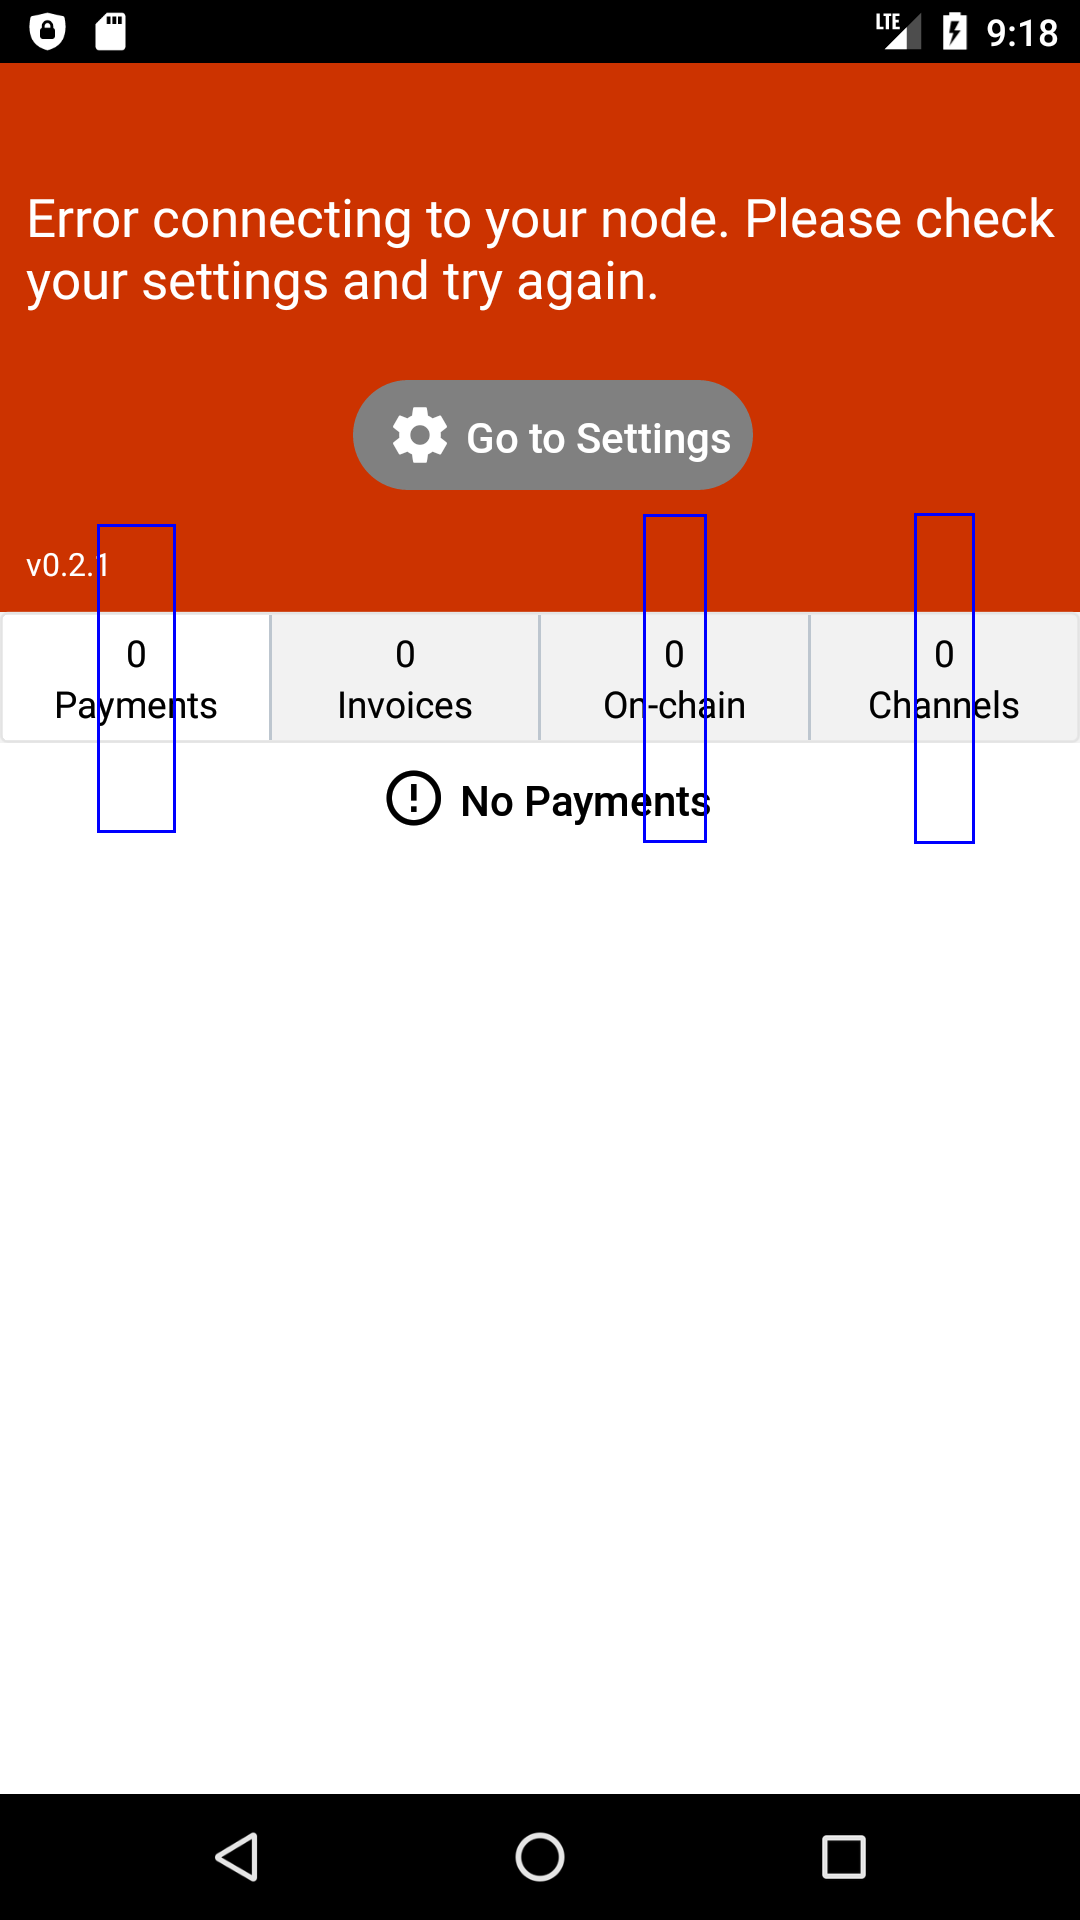 LTE 9:18
Error connecting to your node. Please check
your settings and try again.
Go to Settings
v0.2.1
0 0 0 0
Payments Invoices On-chain Channels
No Payments